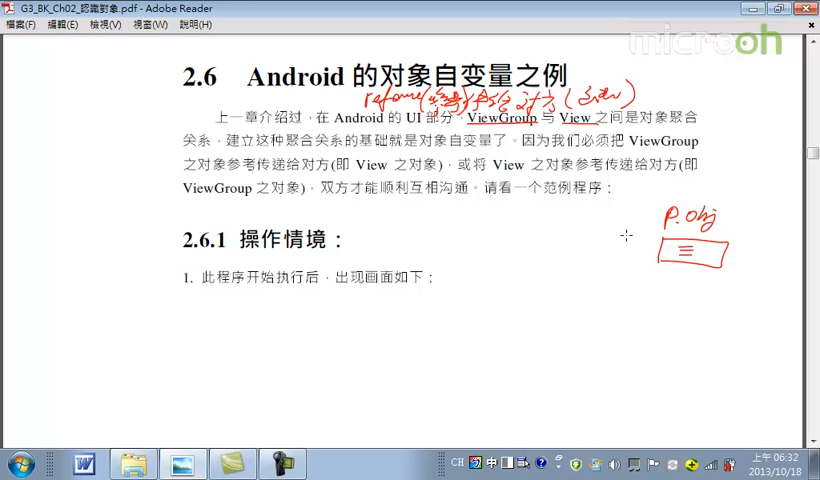 G3_BK_Ch02_認識對象.pdf - Adobe Reader
檔案(F) 編輯(E) 檢視(V) 視窗(W) 說明(H)
microoh
2.6 Android 的对象自变量之例
传给对方(
上一章介绍过，在 Android 的 UI 部分，ViewGroup 与 View 之间是对象聚合
关系，建立这种聚合关系的基础就是对象自变量了。因为我们必须把 ViewGroup
之对象参考传递给对方(即 View 之对象)，或将 View 之对象参考传递给对方(即
ViewGroup 之对象)，双方才能顺利互相沟通。请看一个范例程序：
P.Obj
2.6.1 操作情境：
1. 此程序开始执行后，出现画面如下：
CH 中
上午 06:32
2013/10/18